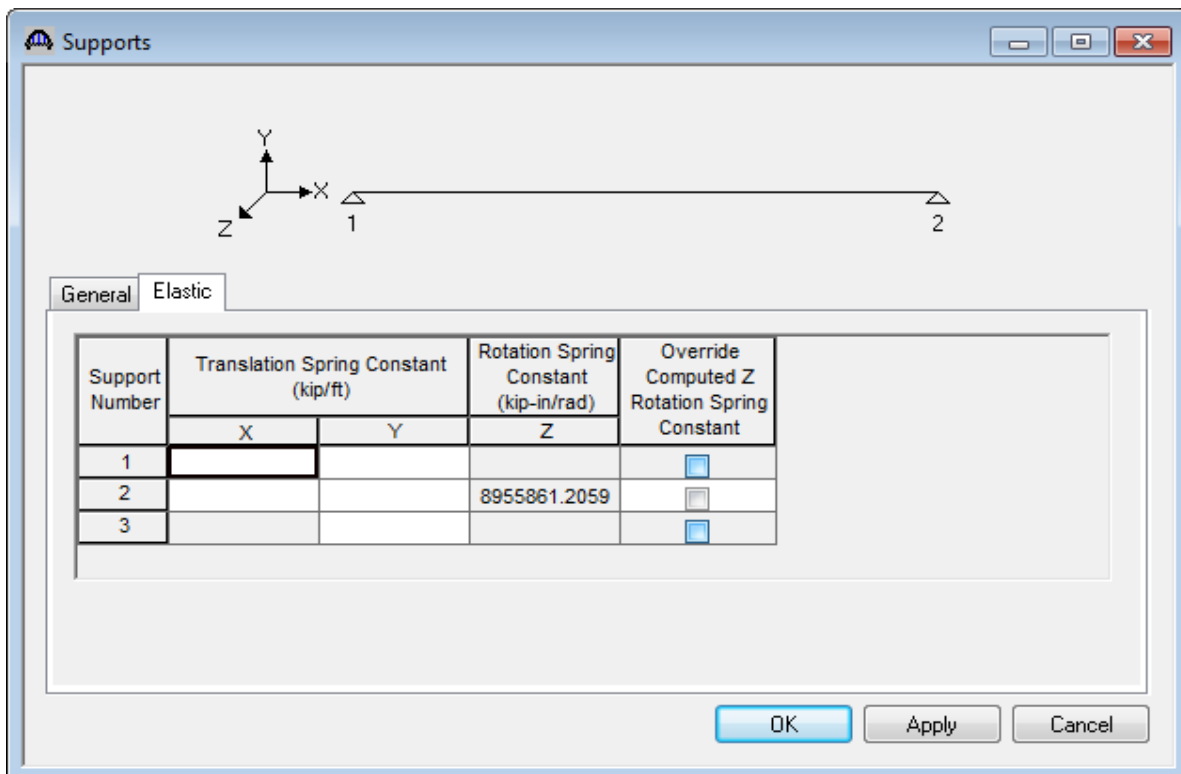 Supports
Y
X
Z
1
2
General Elastic
Support Number Translation Spring Constant (kip/ft) Rotation Spring Constant (kip-in/rad) Override Computed Z Rotation Spring Constant
X Y Z
1
2 8955861.2059
3
OK Apply Cancel